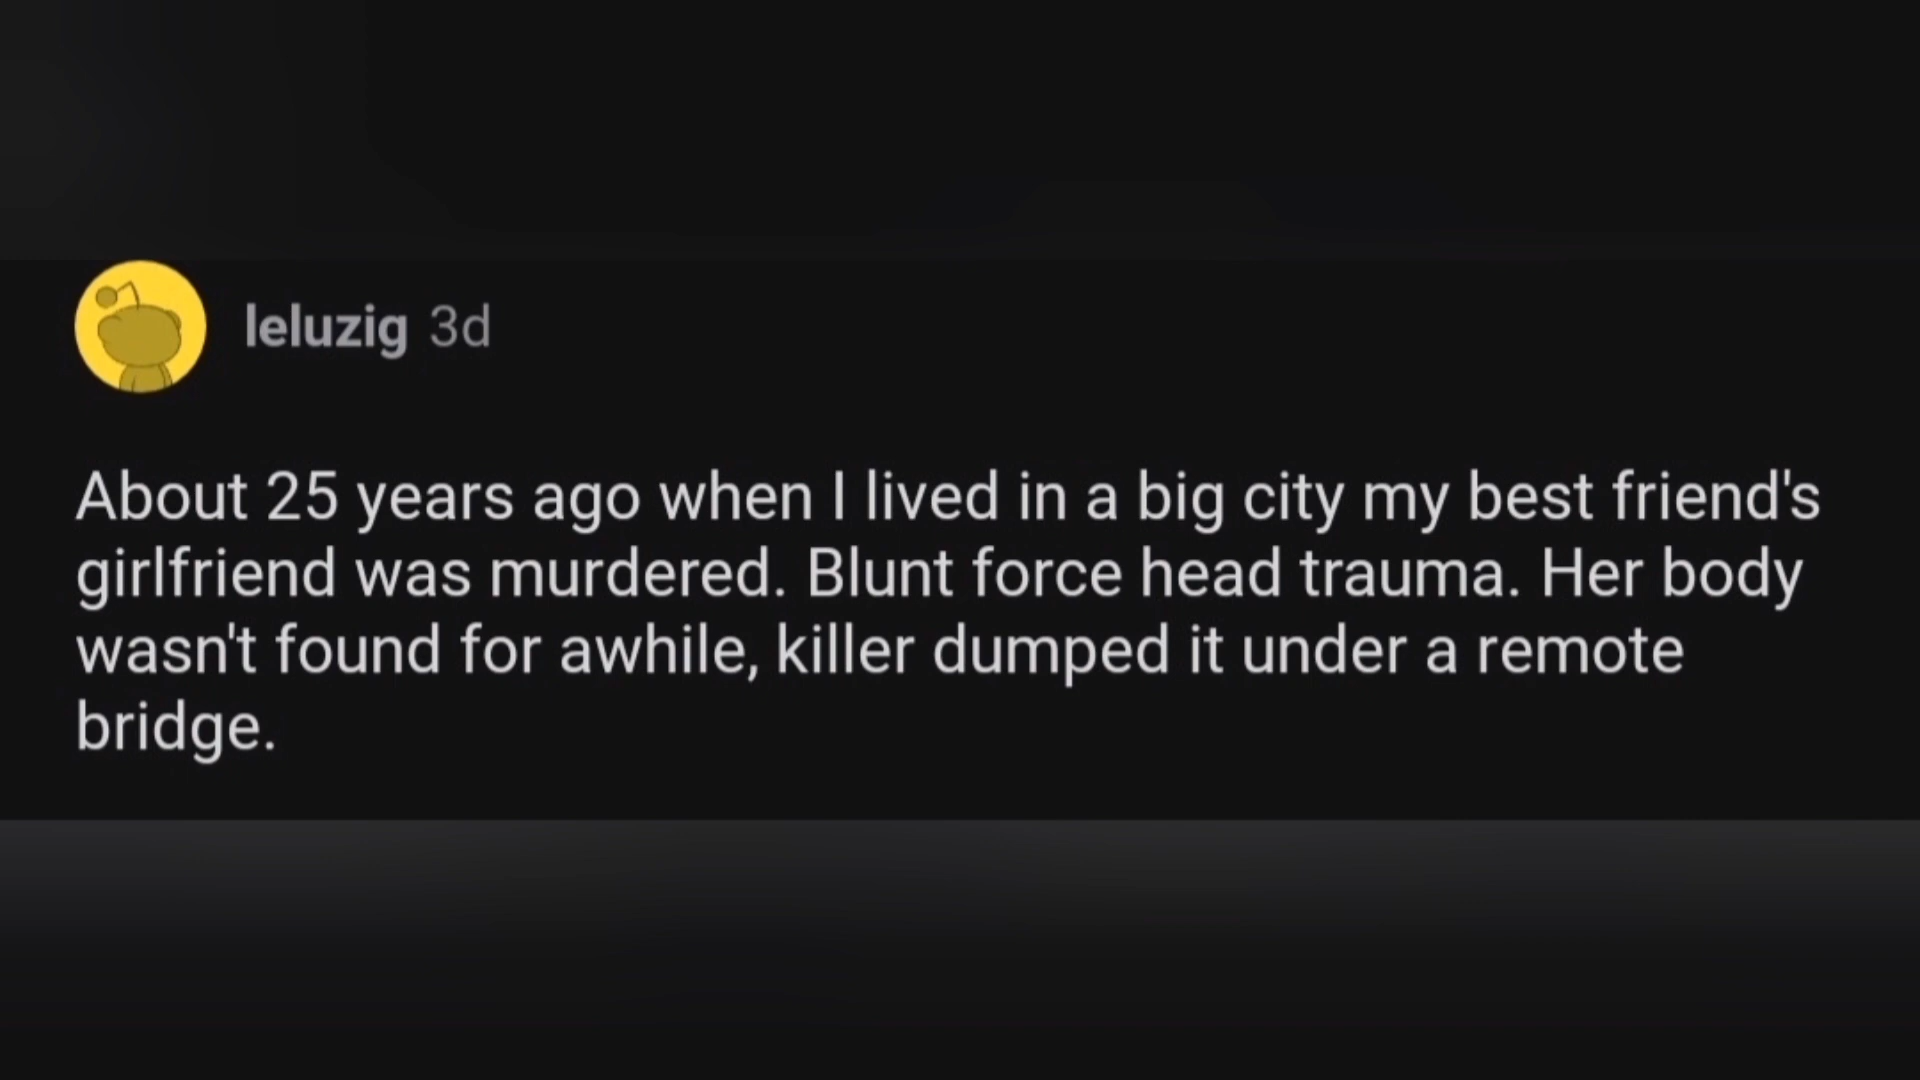 leluzig 3d
About 25 years ago when I lived in a big city my best friend's
girlfriend was murdered. Blunt force head trauma. Her body
wasn't found for awhile, killer dumped it under a remote
bridge.